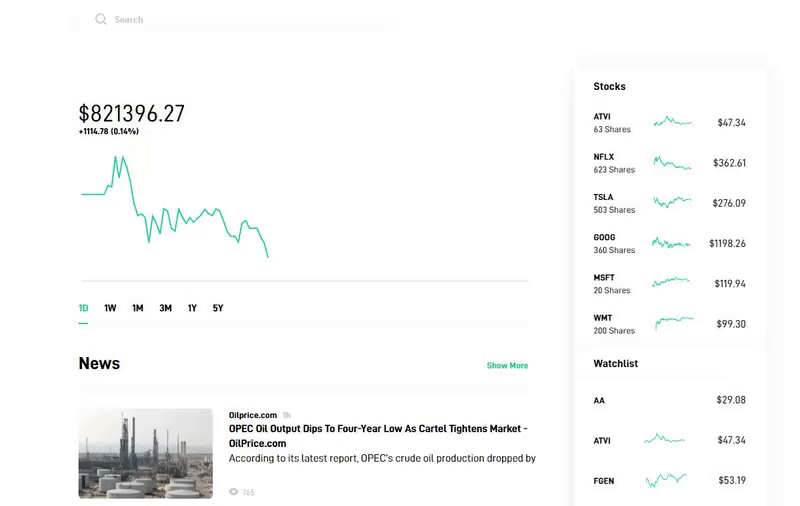 Search
$821396.27
+1114.78 (0.14%)
1D 1W 1M 3M 1Y 5Y
News
Show More
Oilprice.com 1h
OPEC Oil Output Dips To Four-Year Low As Cartel Tightens Market -
OilPrice.com
According to its latest report, OPEC's crude oil production dropped by
765
Stocks
ATVI
63 Shares
$47.34
NFLX
623 Shares
$362.61
TSLA
503 Shares
$276.09
GOOG
360 Shares
$1198.26
MSFT
20 Shares
$119.94
WMT
200 Shares
$99.30
Watchlist
AA $29.08
ATVI $47.34
FGEN $53.19